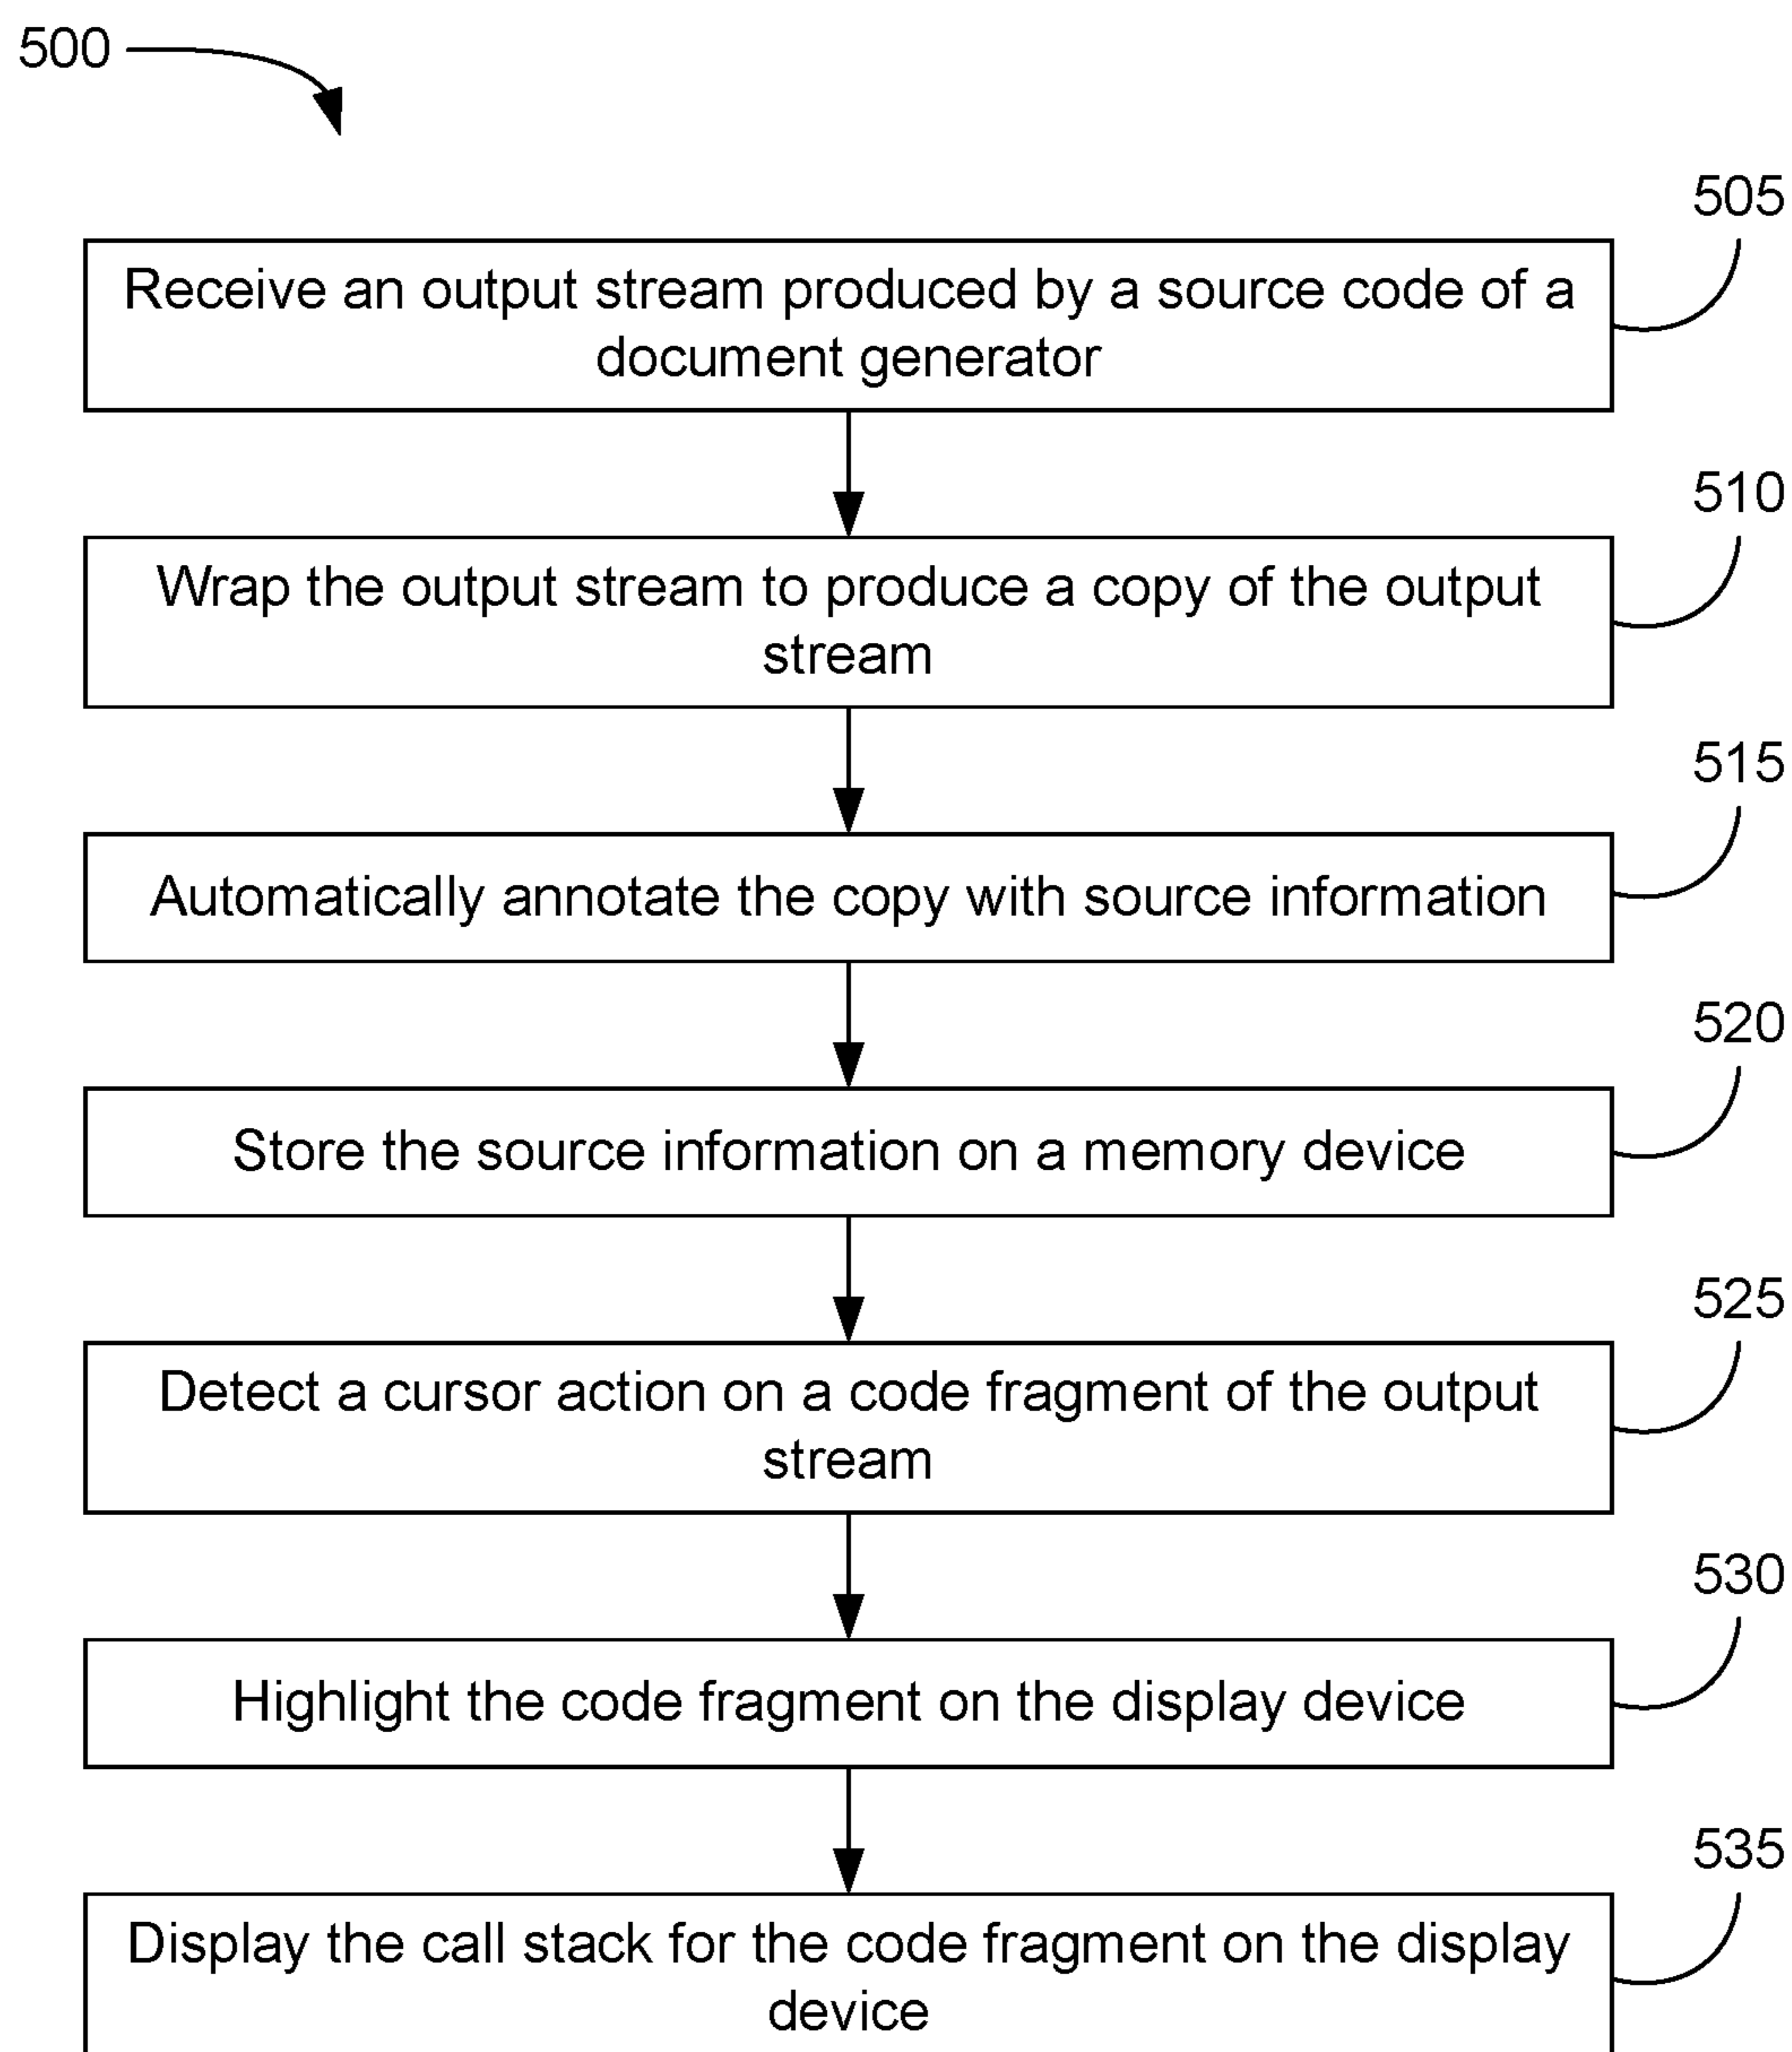 500
505
Receive an output stream produced by a source code of a
document generator
510
Wrap the output stream to produce a copy of the output
stream
515
Automatically annotate the copy with source information
520
Store the source information on a memory device
525
Detect a cursor action on a code fragment of the output
stream
530
Highlight the code fragment on the display device
535
Display the call stack for the code fragment on the display
device